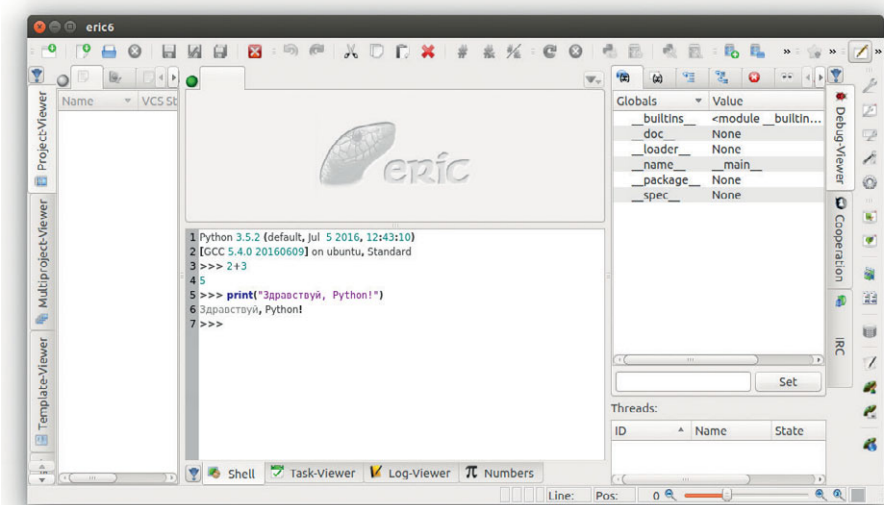 eric6
Project-Viewer
Multiproject-Viewer
Template-Viewer
Name
VCS St
eric
1 Python 3.5.2 (default, Jul 5 2016, 12:43:10)
2 [GCC 5.4.0 20160609] on ubuntu, Standard
3 >>> 2+3
4 5
5 >>> print("Здравствуй, Python!")
6 Здравствуй, Python!
7 >>>
Shell
Task-Viewer
Log-Viewer
Numbers
Globals
Value
__builtins__ <module __builtin...
__doc__ None
__loader__ None
__name__ __main__
__package__ None
__spec__ None
Set
Threads:
ID
Name
State
Debug-Viewer
Cooperation
IRC
Line:
Pos:
0